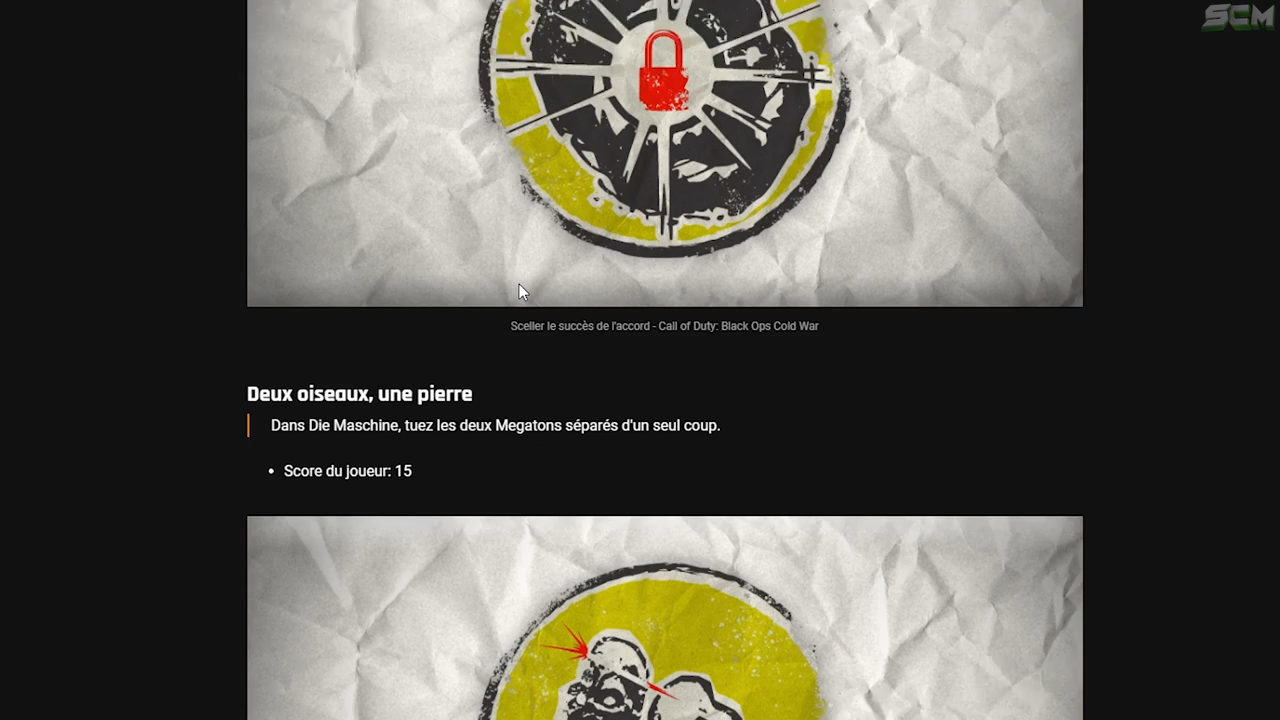 SCM
Sceller le succès de l'accord - Call of Duty: Black Ops Cold War
Deux oiseaux, une pierre
Dans Die Maschine, tuez les deux Megatons séparés d'un seul coup.
• Score du joueur: 15